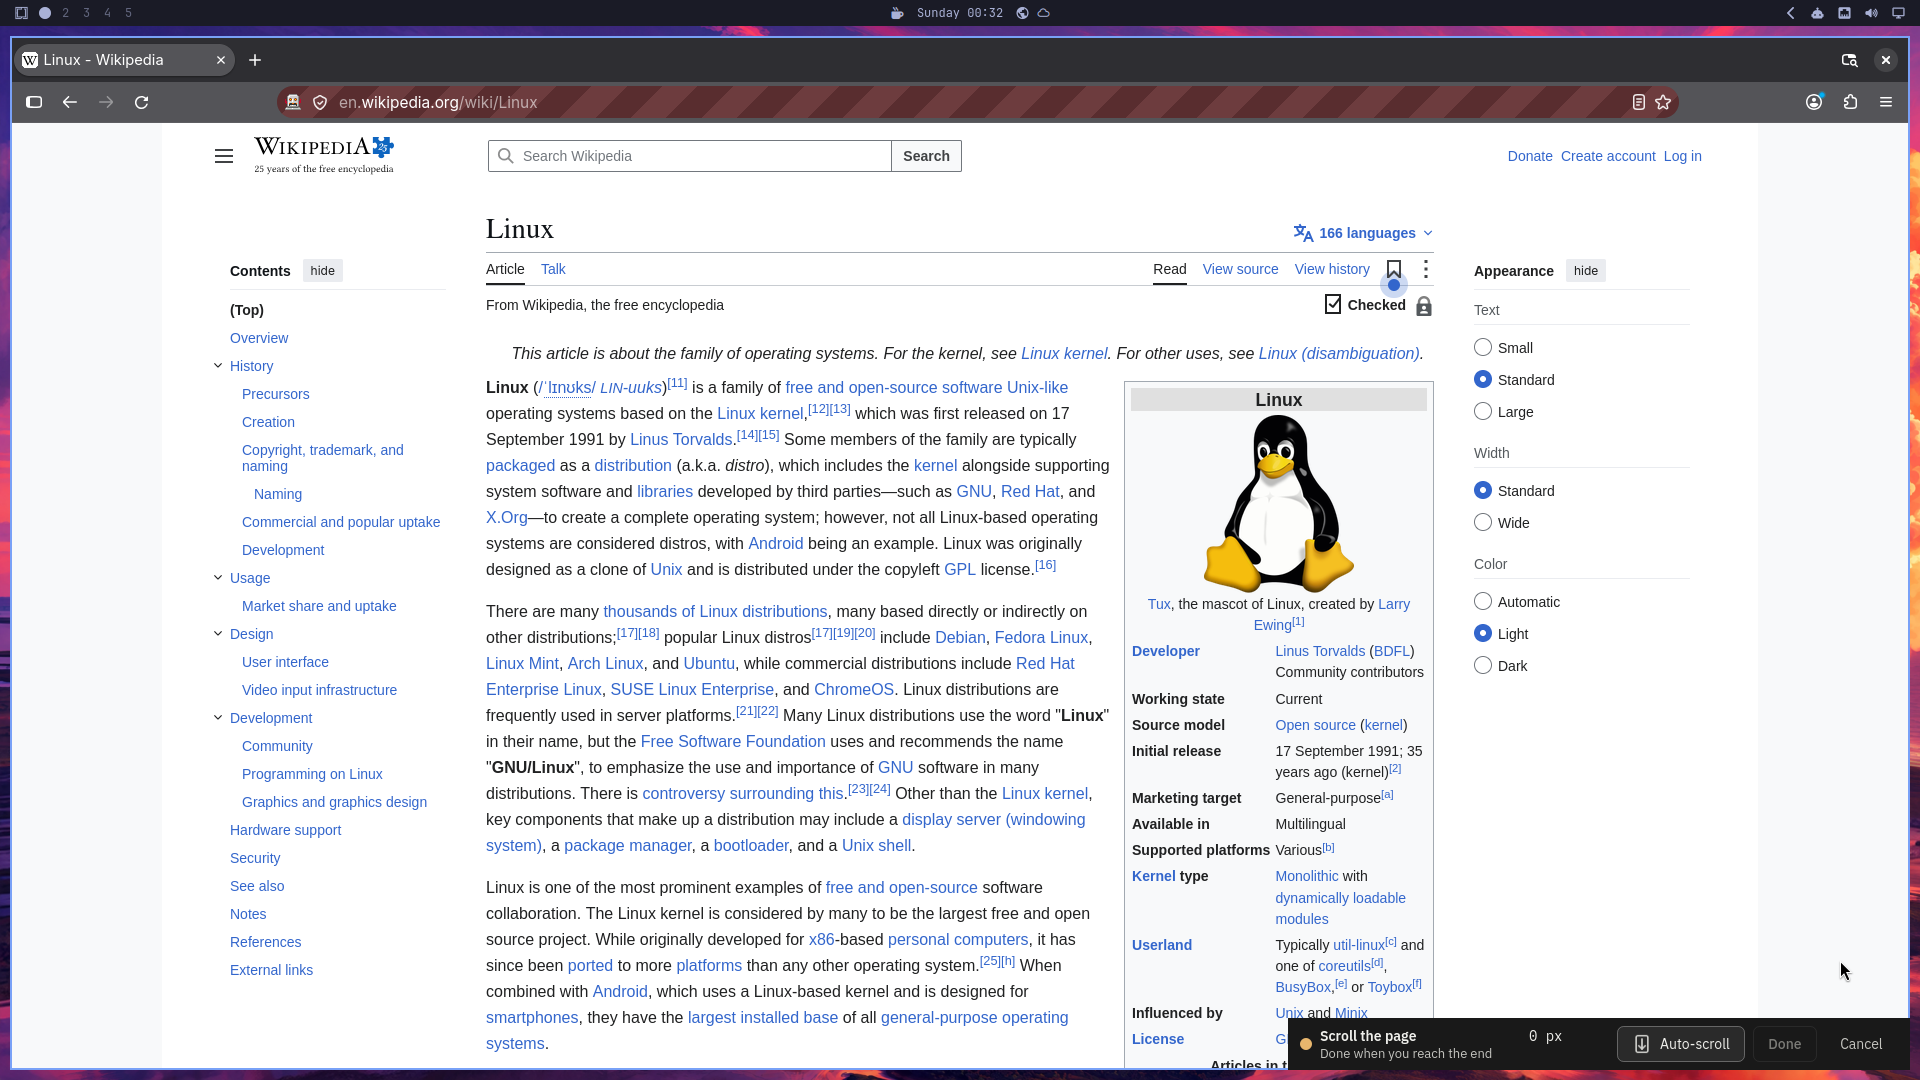 2 3 4 5
Sunday 00:32
Linux - Wikipedia
en.wikipedia.org/wiki/Linux
WIKIPEDIA 25
25 years of the free encyclopedia
Search Wikipedia
Search
Donate Create account Log in
Linux
166 languages
Article Talk
Read View source View history
From Wikipedia, the free encyclopedia
Checked
Contents hide
(Top)
Overview
History
Precursors
Creation
Copyright, trademark, and
naming
Naming
Commercial and popular uptake
Development
Usage
Market share and uptake
Design
User interface
Video input infrastructure
Development
Community
Programming on Linux
Graphics and graphics design
Hardware support
Security
See also
Notes
References
External links
This article is about the family of operating systems. For the kernel, see Linux kernel. For other uses, see Linux (disambiguation).
Linux (/ˈlɪnʊks/ LIN-uuks)[11] is a family of free and open-source software Unix-like
operating systems based on the Linux kernel,[12][13] which was first released on 17
September 1991 by Linus Torvalds.[14][15] Some members of the family are typically
packaged as a distribution (a.k.a. distro), which includes the kernel alongside supporting
system software and libraries developed by third parties—such as GNU, Red Hat, and
X.Org—to create a complete operating system; however, not all Linux-based operating
systems are considered distros, with Android being an example. Linux was originally
designed as a clone of Unix and is distributed under the copyleft GPL license.[16]
There are many thousands of Linux distributions, many based directly or indirectly on
other distributions;[17][18] popular Linux distros[17][19][20] include Debian, Fedora Linux,
Linux Mint, Arch Linux, and Ubuntu, while commercial distributions include Red Hat
Enterprise Linux, SUSE Linux Enterprise, and ChromeOS. Linux distributions are
frequently used in server platforms.[21][22] Many Linux distributions use the word "Linux"
in their name, but the Free Software Foundation uses and recommends the name
"GNU/Linux", to emphasize the use and importance of GNU software in many
distributions. There is controversy surrounding this.[23][24] Other than the Linux kernel,
key components that make up a distribution may include a display server (windowing
system), a package manager, a bootloader, and a Unix shell.
Linux is one of the most prominent examples of free and open-source software
collaboration. The Linux kernel is considered by many to be the largest free and open
source project. While originally developed for x86-based personal computers, it has
since been ported to more platforms than any other operating system.[25][h] When
combined with Android, which uses a Linux-based kernel and is designed for
smartphones, they have the largest installed base of all general-purpose operating
systems.
Linux
Tux, the mascot of Linux, created by Larry
Ewing[1]
Developer Linus Torvalds (BDFL)
Community contributors
Working state Current
Source model Open source (kernel)
Initial release 17 September 1991; 35
years ago (kernel)[2]
Marketing target General-purpose[a]
Available in Multilingual
Supported platforms Various[b]
Kernel type Monolithic with
dynamically loadable
modules
Userland Typically util-linux[c] and
one of coreutils[d],
BusyBox,[e] or Toybox[f]
Influenced by Unix and Minix
License G
Articles in t
Appearance hide
Text
Small
Standard
Large
Width
Standard
Wide
Color
Automatic
Light
Dark
Scroll the page
Done when you reach the end
0 px
Auto-scroll
Done
Cancel